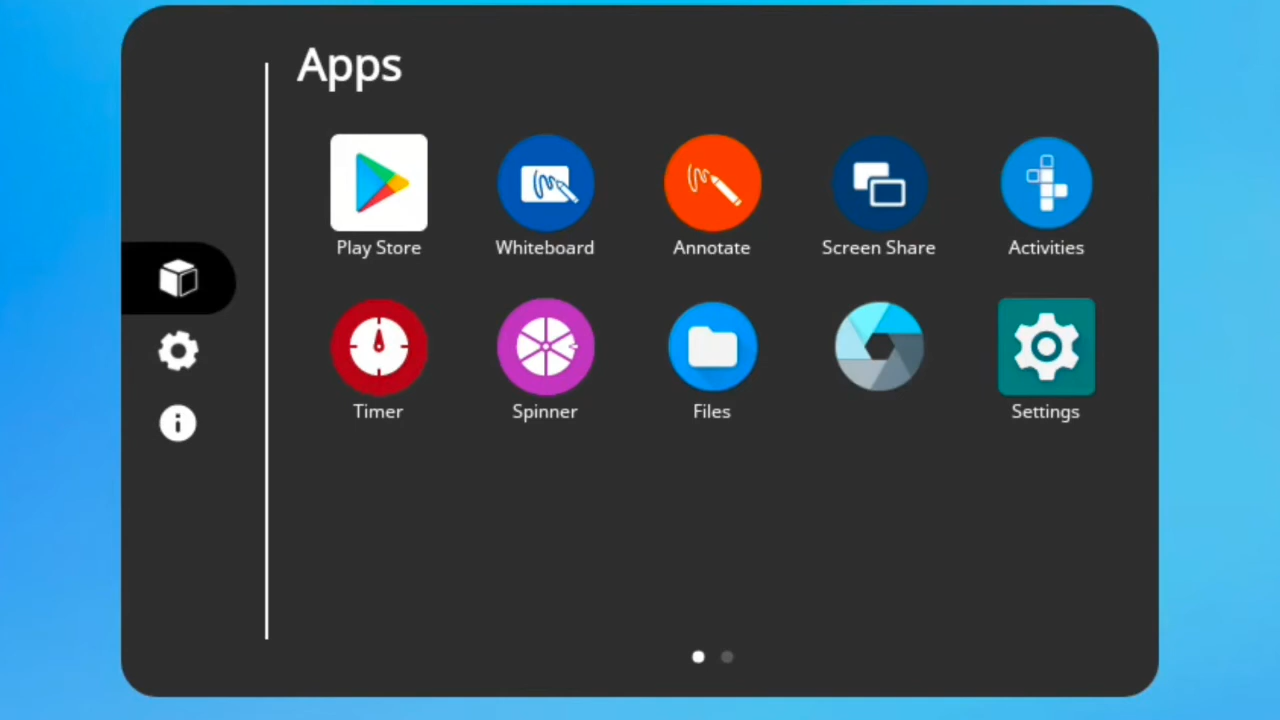 Apps
Play Store
Whiteboard
Annotate
Screen Share
Activities
Timer
Spinner
Files
Settings